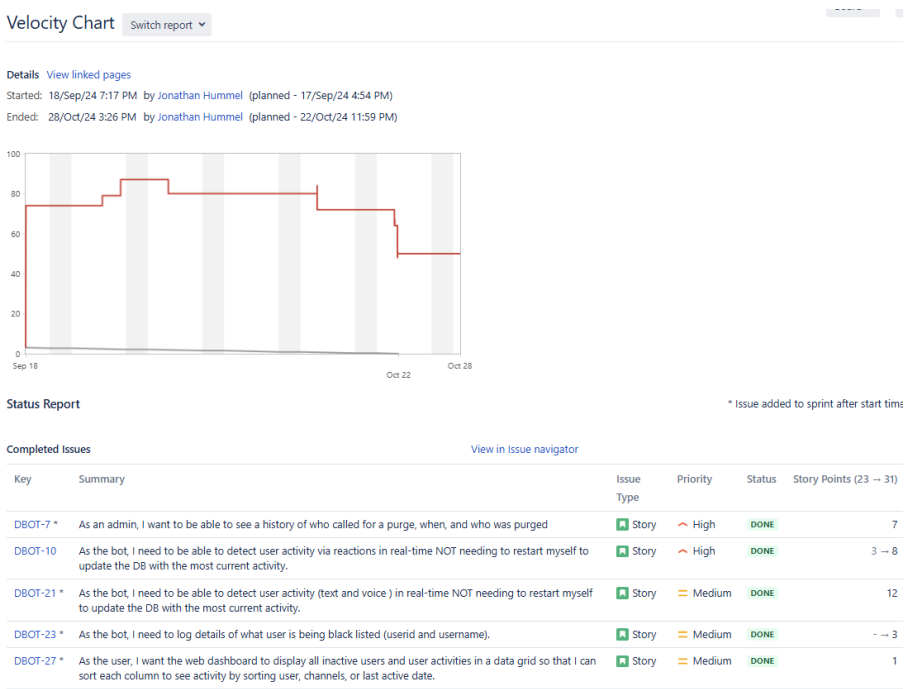 Velocity Chart Switch report
Details View linked pages
Started: 18/Sep/24 7:17 PM by Jonathan Hummel (planned - 17/Sep/24 4:54 PM)
Ended: 28/Oct/24 3:26 PM by Jonathan Hummel (planned - 22/Oct/24 11:59 PM)
100
80
60
40
20
0
Sep 18 Oct 28
Oct 22
Status Report * Issue added to sprint after start time
Completed Issues View in Issue navigator
Key Summary Issue Priority Status Story Points (23 → 31)
Type
DBOT-7 * As an admin, I want to be able to see a history of who called for a purge, when, and who was purged Story High DONE 7
DBOT-10 As the bot, I need to be able to detect user activity via reactions in real-time NOT needing to restart myself to Story High DONE 3 → 8
update the DB with the most current activity.
DBOT-21 * As the bot, I need to be able to detect user activity (text and voice ) in real-time NOT needing to restart myself Story Medium DONE 12
to update the DB with the most current activity.
DBOT-23 * As the bot, I need to log details of what user is being black listed (userid and username). Story Medium DONE - → 3
DBOT-27 * As the user, I want the web dashboard to display all inactive users and user activities in a data grid so that I can Story Medium DONE 1
sort each column to see activity by sorting user, channels, or last active date.